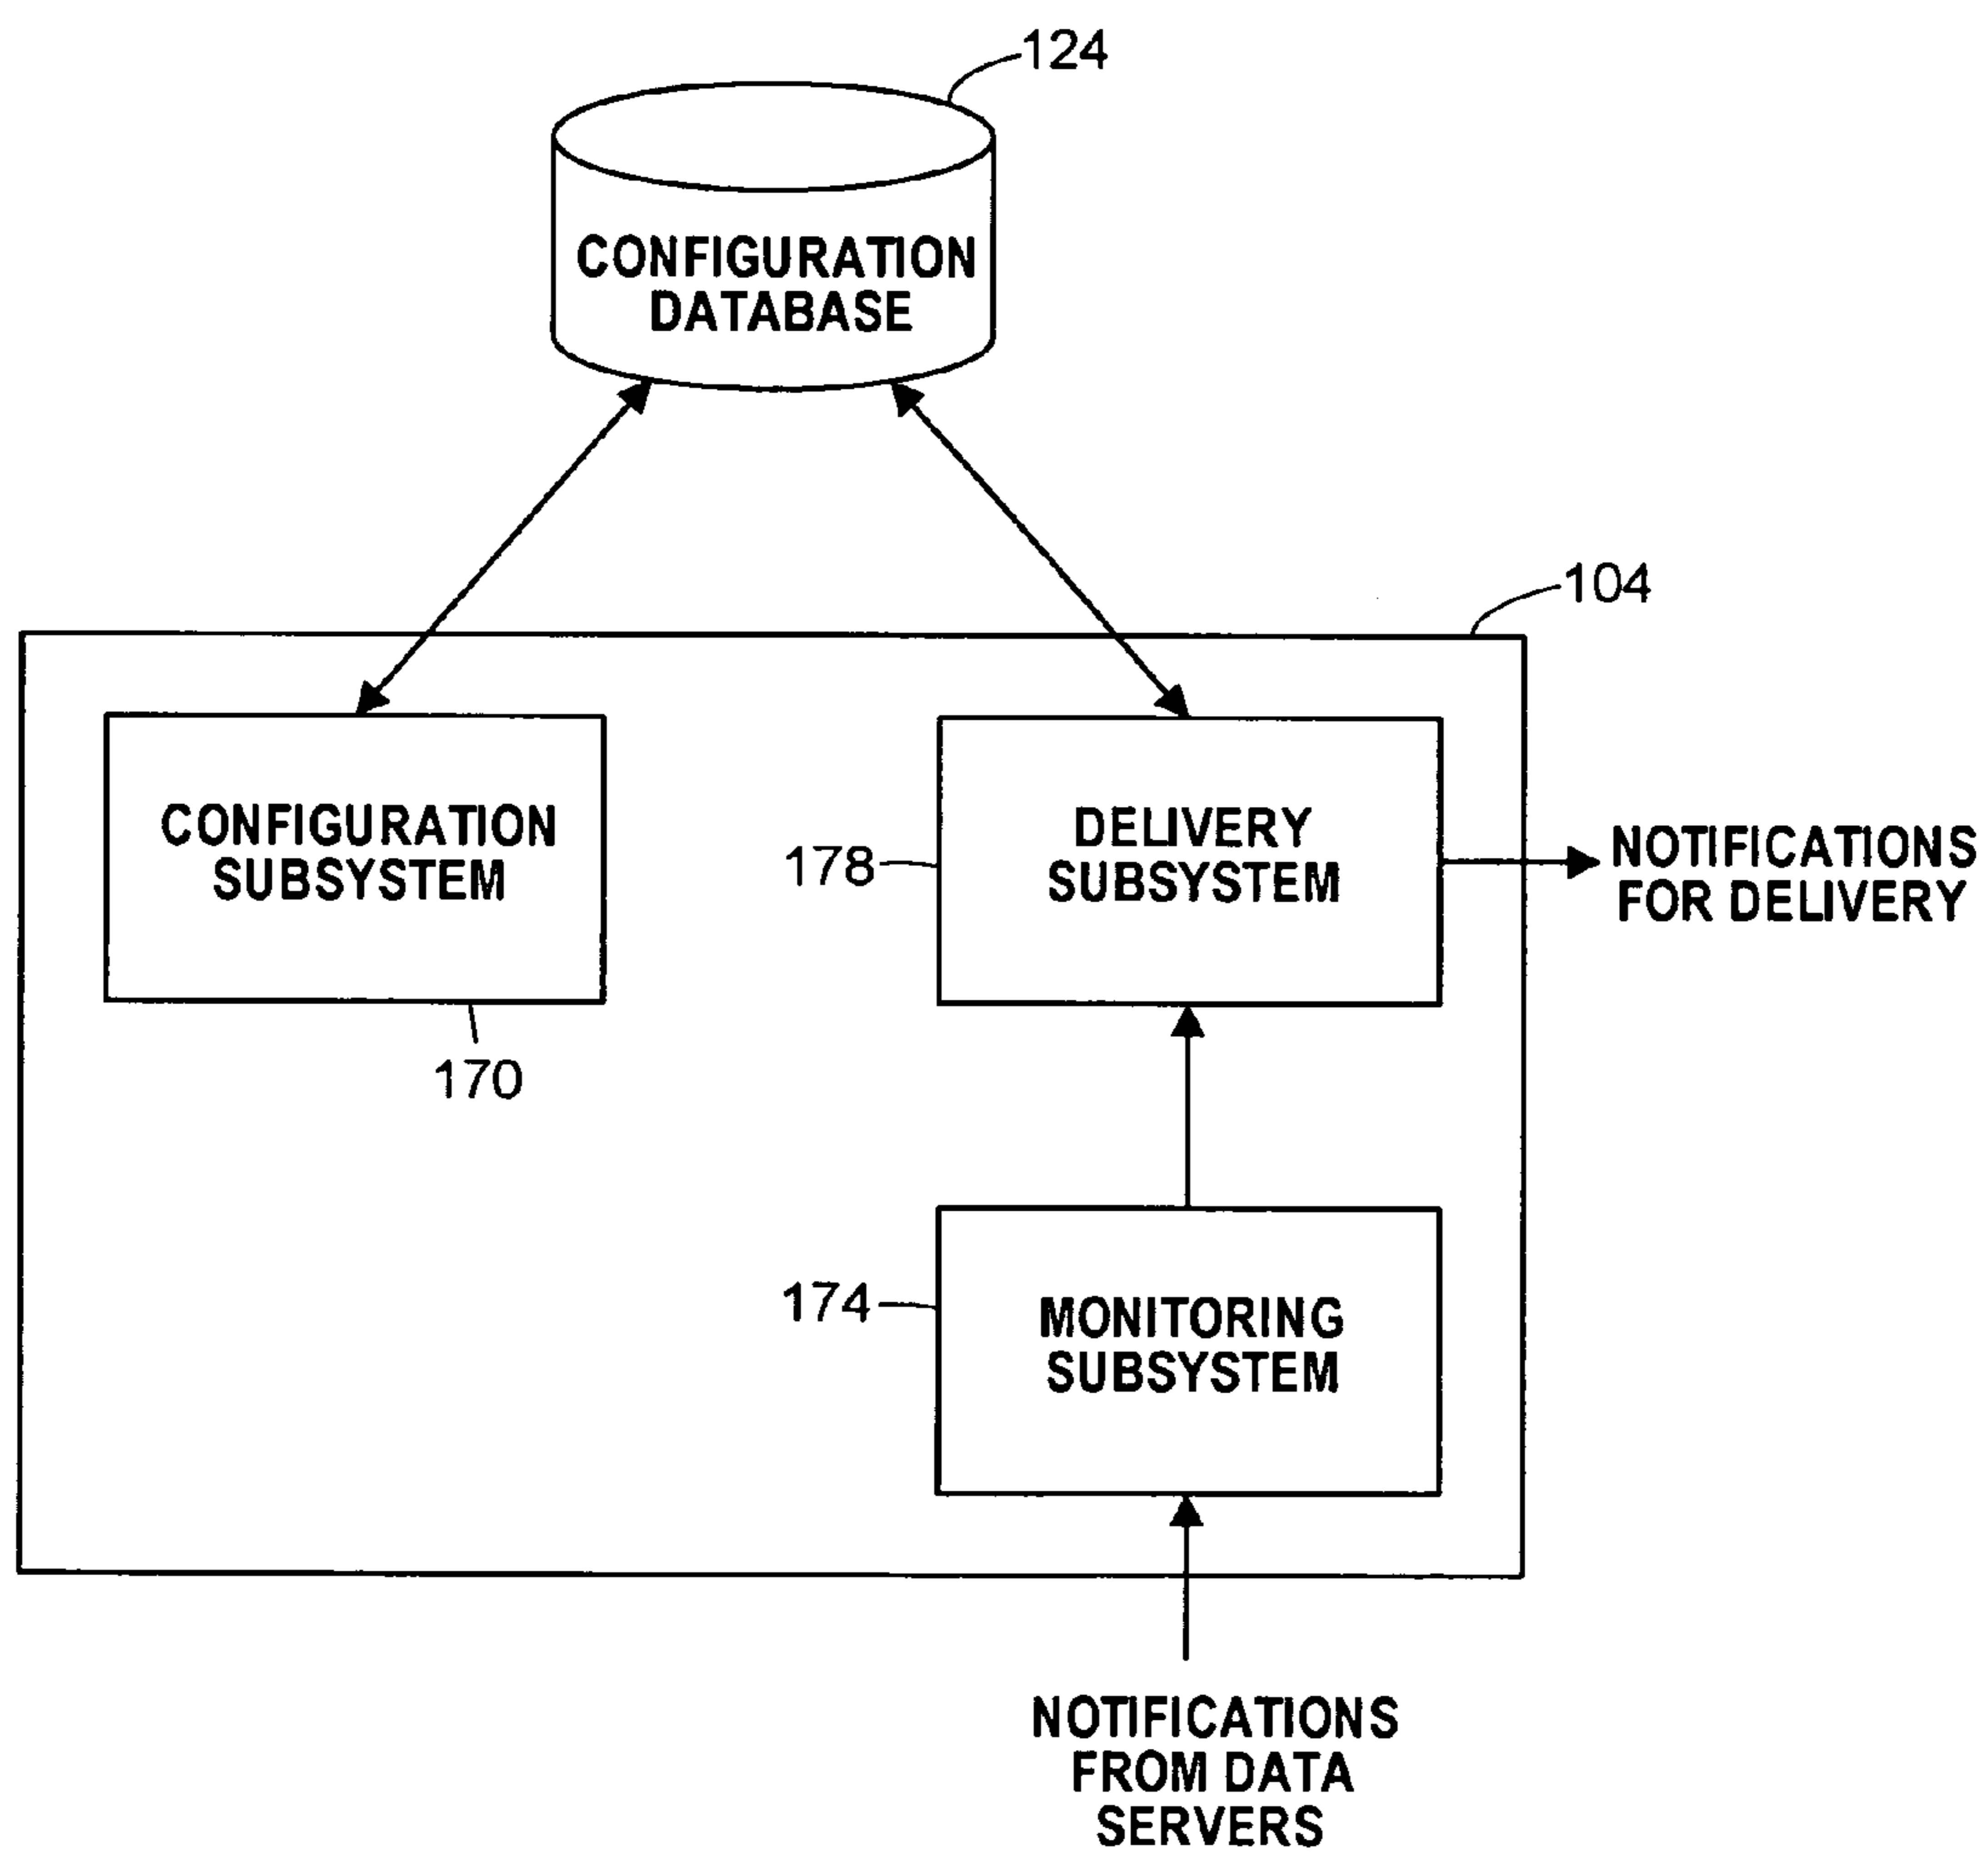 124
CONFIGURATION
DATABASE
104
CONFIGURATION
SUBSYSTEM
170
178
DELIVERY
SUBSYSTEM
NOTIFICATIONS
FOR DELIVERY
174
MONITORING
SUBSYSTEM
NOTIFICATIONS
FROM DATA
SERVERS